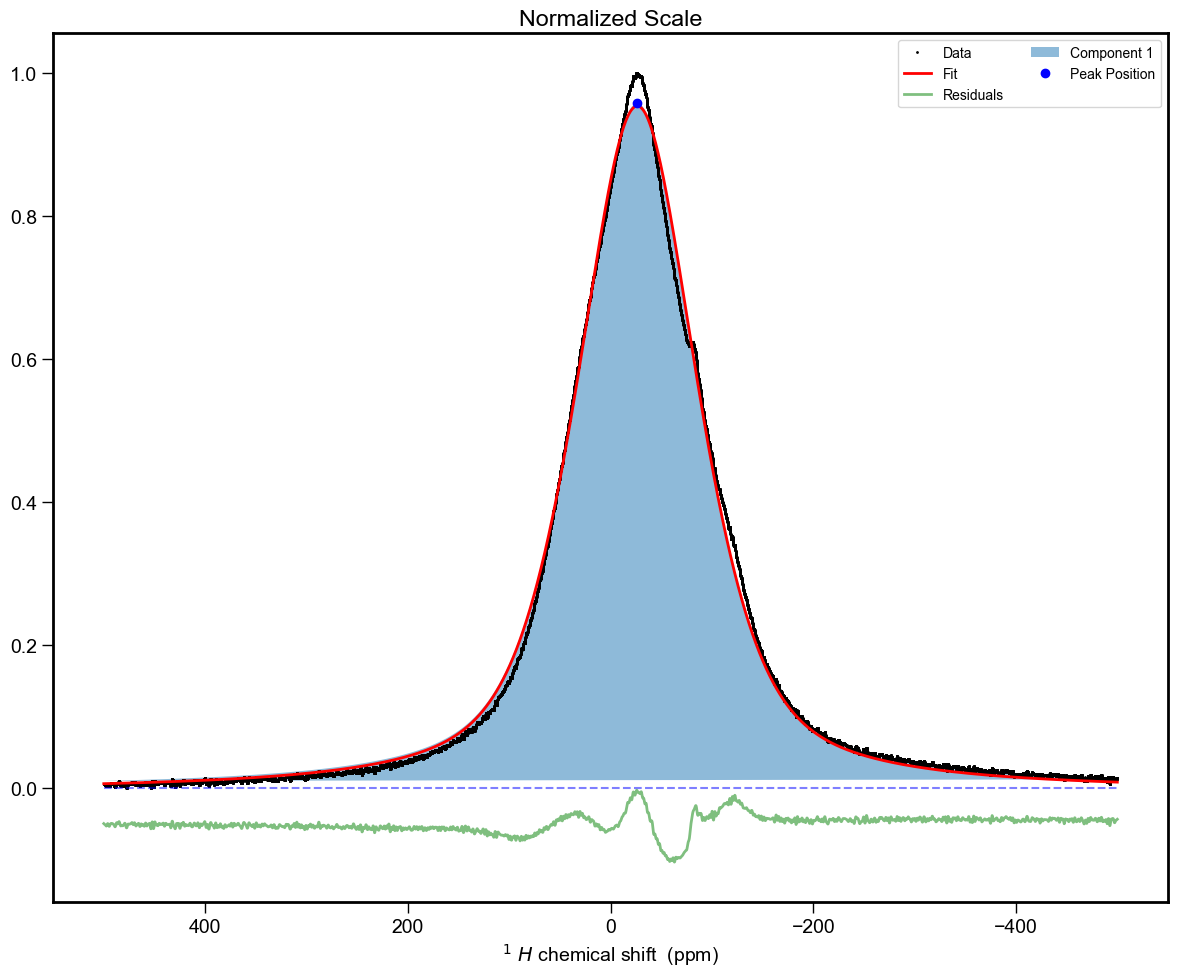 Normalized Scale
Data
Fit
Residuals
Component 1
Peak Position
1.0
0.8
0.6
0.4
0.2
0.0
400
200
0
−200
−400
¹ H chemical shift (ppm)